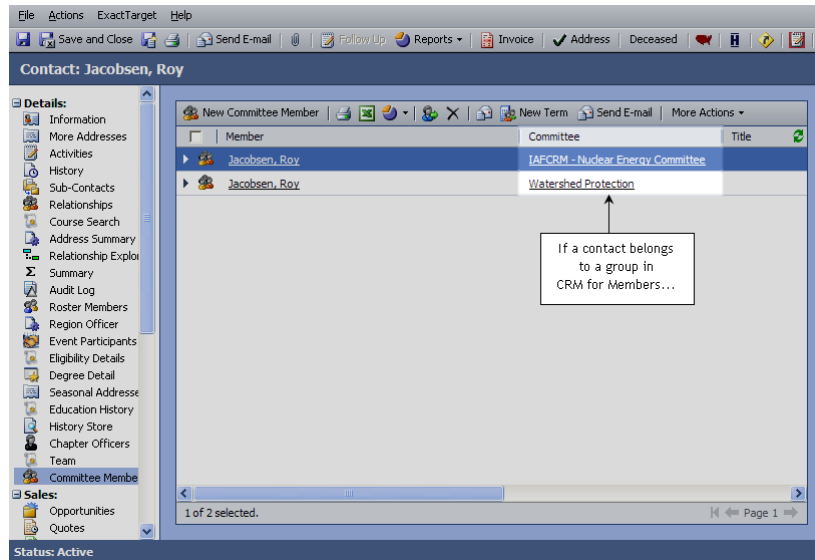 File Actions ExactTarget Help
Save and Close Send E-mail Follow Up Reports Invoice Address Deceased H
Contact: Jacobsen, Roy
Details:
Information
More Addresses
Activities
History
Sub-Contacts
Relationships
Course Search
Address Summary
Relationship Explo
Summary
Audit Log
Roster Members
Region Officer
Event Participants
Eligibility Details
Degree Detail
Seasonal Addresse
Education History
History Store
Chapter Officers
Team
Committee Membe
Sales:
Opportunities
Quotes
New Committee Member New Term Send E-mail More Actions
Member Committee Title
Jacobsen, Roy IAFCRM - Nuclear Energy Committee
Jacobsen, Roy Watershed Protection
If a contact belongs
to a group in
CRM for Members...
1 of 2 selected. Page 1
Status: Active